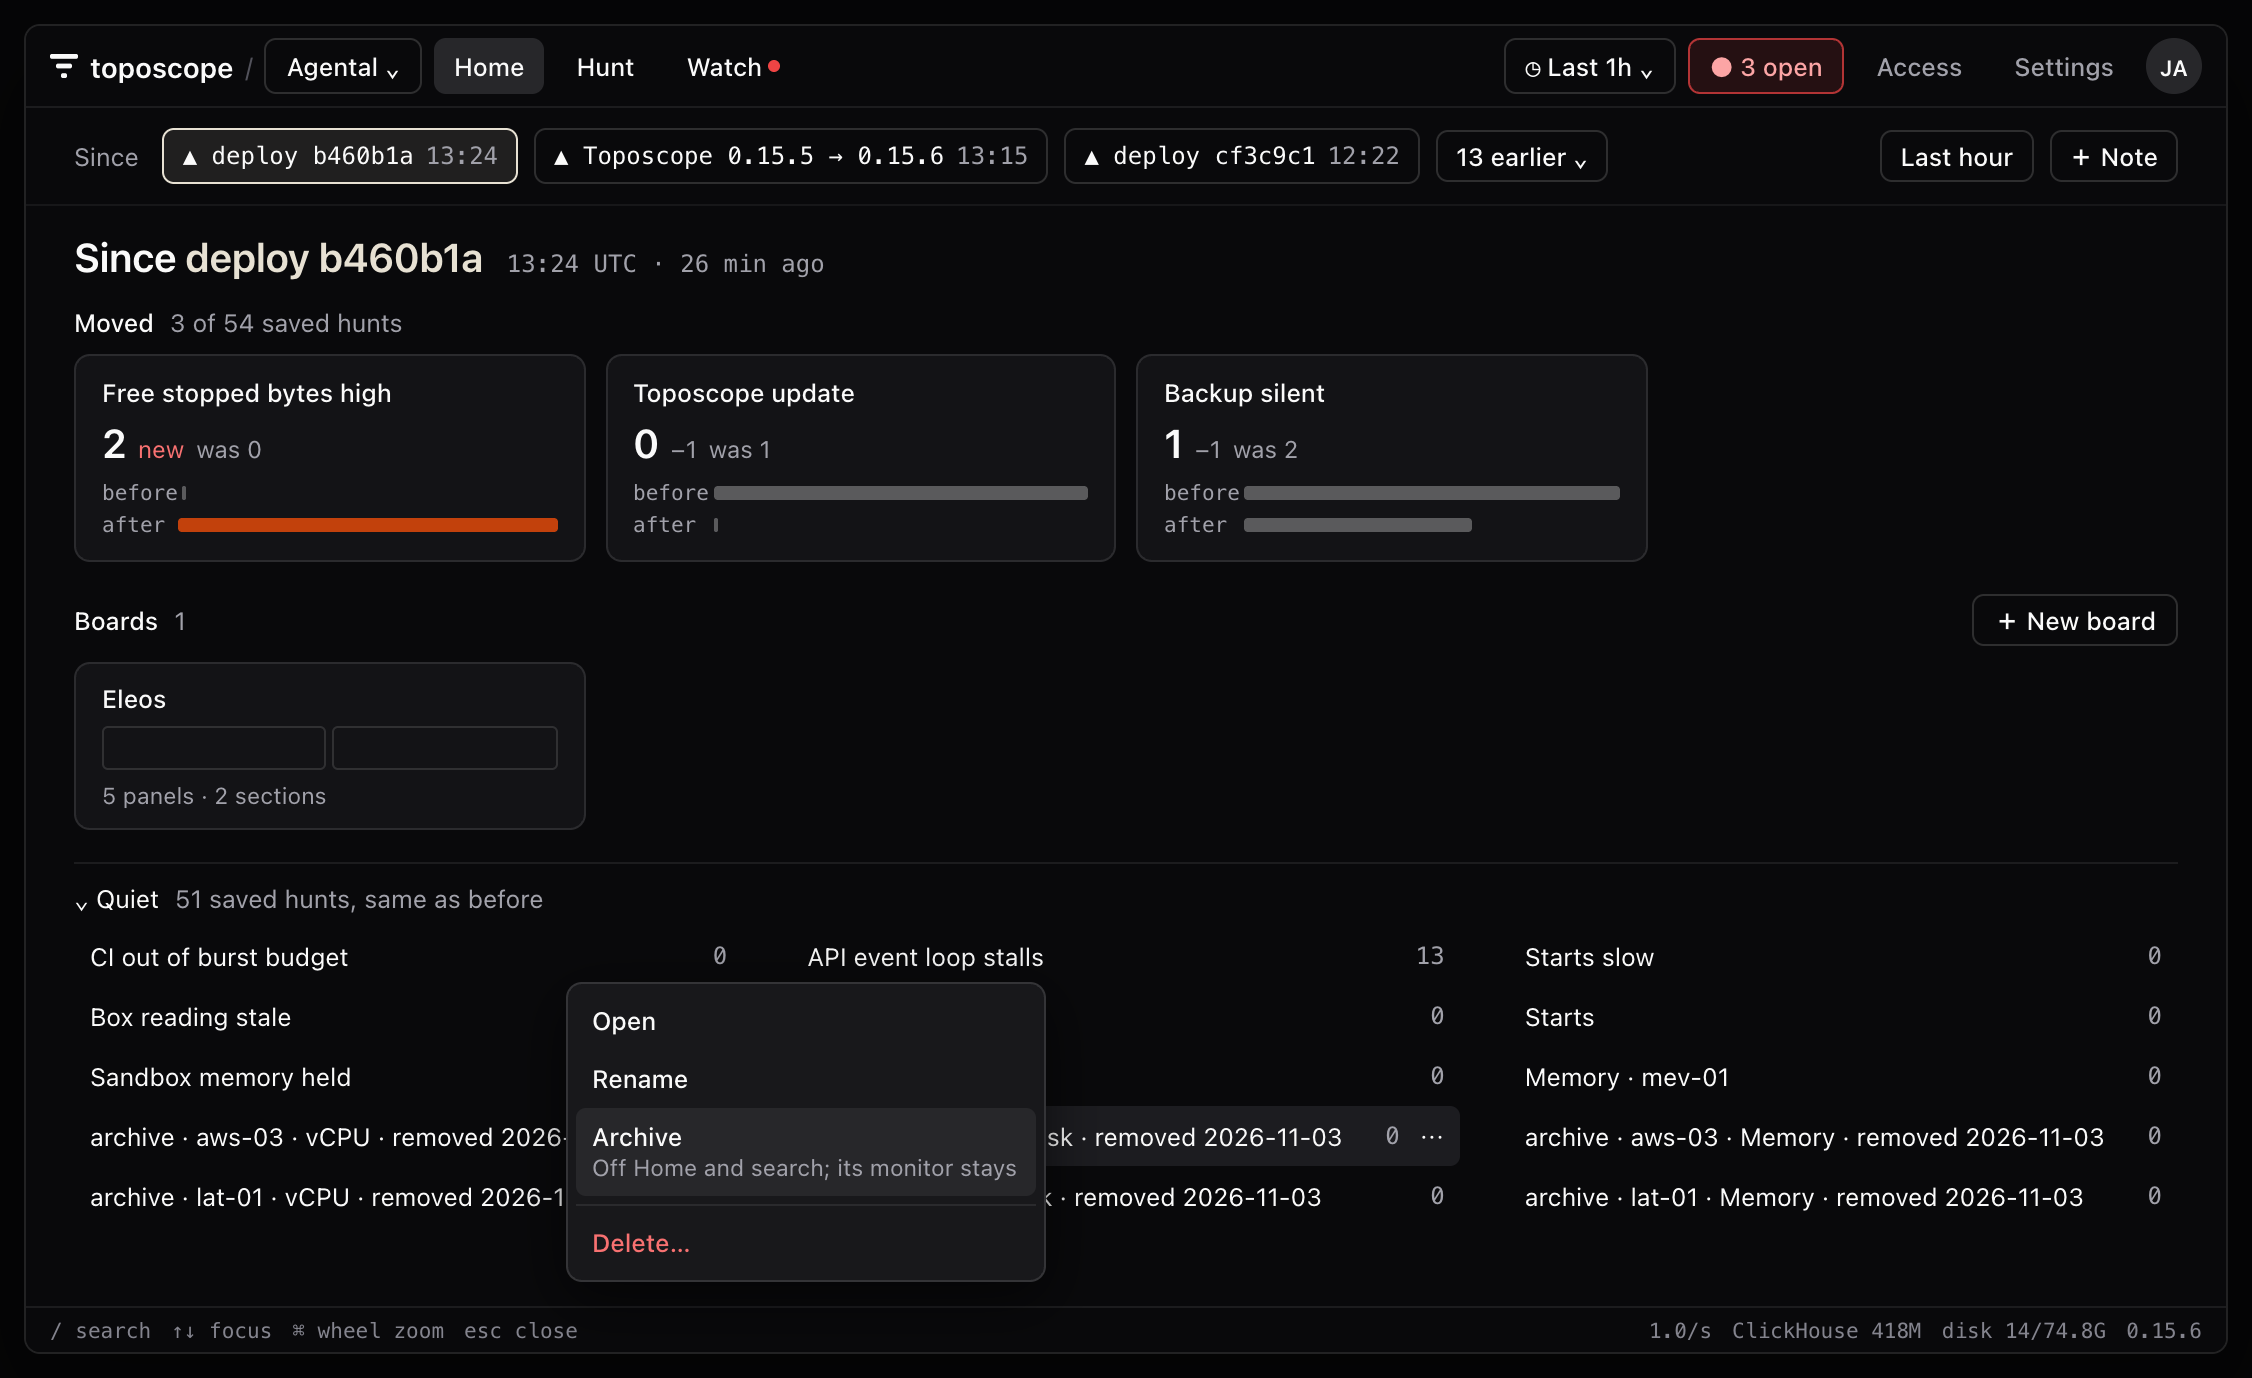 toposcope / Agental Home Hunt Watch Last 1h 3 open Access Settings JA
Since ▲ deploy b460b1a 13:24 ▲ Toposcope 0.15.5 → 0.15.6 13:15 ▲ deploy cf3c9c1 12:22 13 earlier Last hour + Note
Since deploy b460b1a 13:24 UTC · 26 min ago
Moved 3 of 54 saved hunts
Free stopped bytes high
2 new was 0
before
after
Toposcope update
0 –1 was 1
before
after
Backup silent
1 –1 was 2
before
after
Boards 1 + New board
Eleos
5 panels · 2 sections
Quiet 51 saved hunts, same as before
CI out of burst budget 0 API event loop stalls 13 Starts slow 0
Box reading stale 0 Starts 0
Sandbox memory held 0 Memory · mev-01 0
archive · aws-03 · vCPU · removed 2026- sk · removed 2026-11-03 0 ··· archive · aws-03 · Memory · removed 2026-11-03 0
archive · lat-01 · vCPU · removed 2026-1 · removed 2026-11-03 0 archive · lat-01 · Memory · removed 2026-11-03 0
Open
Rename
Archive
Off Home and search; its monitor stays
Delete...
/ search ↑↓ focus ⌘ wheel zoom esc close 1.0/s ClickHouse 418M disk 14/74.8G 0.15.6